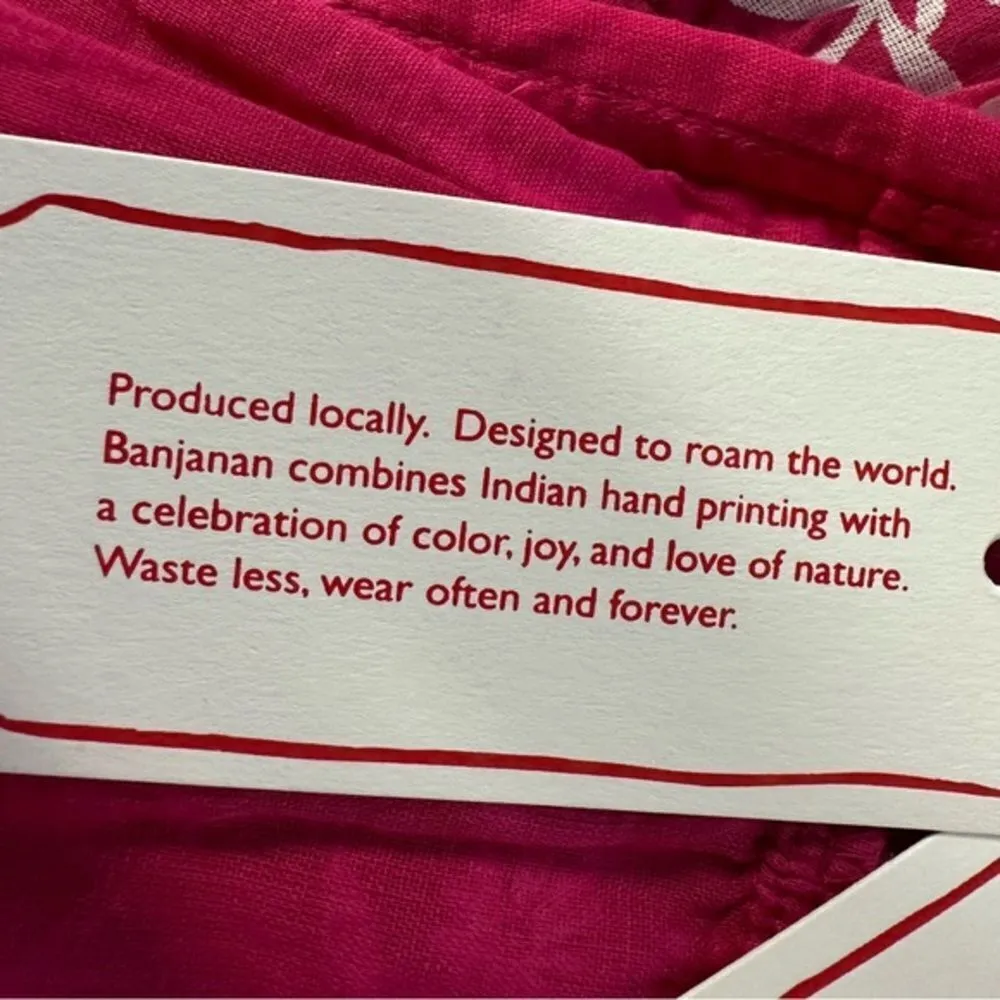 Produced locally. Designed to roam the world.
Banjanan combines Indian hand printing with
a celebration of color, joy, and love of nature.
Waste less, wear often and forever.